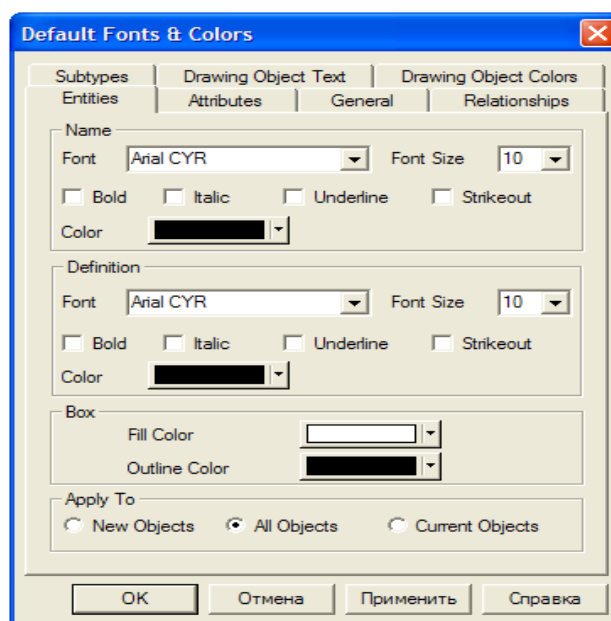 Default Fonts & Colors
Subtypes Drawing Object Text Drawing Object Colors
Entities Attributes General Relationships
Name
Font Arial CYR Font Size 10
Bold Italic Underline Strikeout
Color
Definition
Font Arial CYR Font Size 10
Bold Italic Underline Strikeout
Color
Box
Fill Color
Outline Color
Apply To
New Objects All Objects Current Objects
OK Отмена Применить Справка